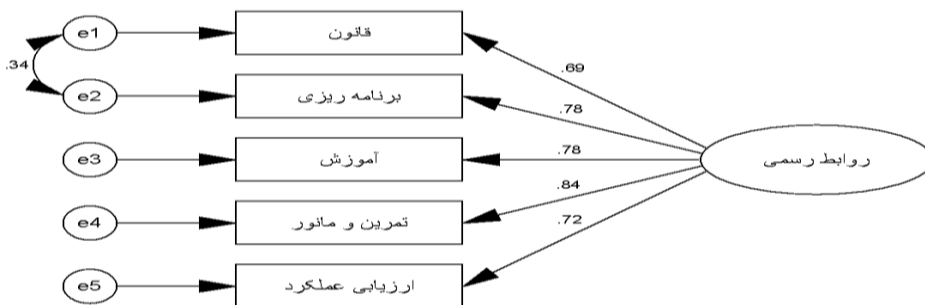 e1
قانون
.34
.69
e2
برنامه ریزی
.78
e3
آموزش
.78
روابط رسمی
.84
e4
تمرین و مانور
.72
e5
ارزیابی عملکرد